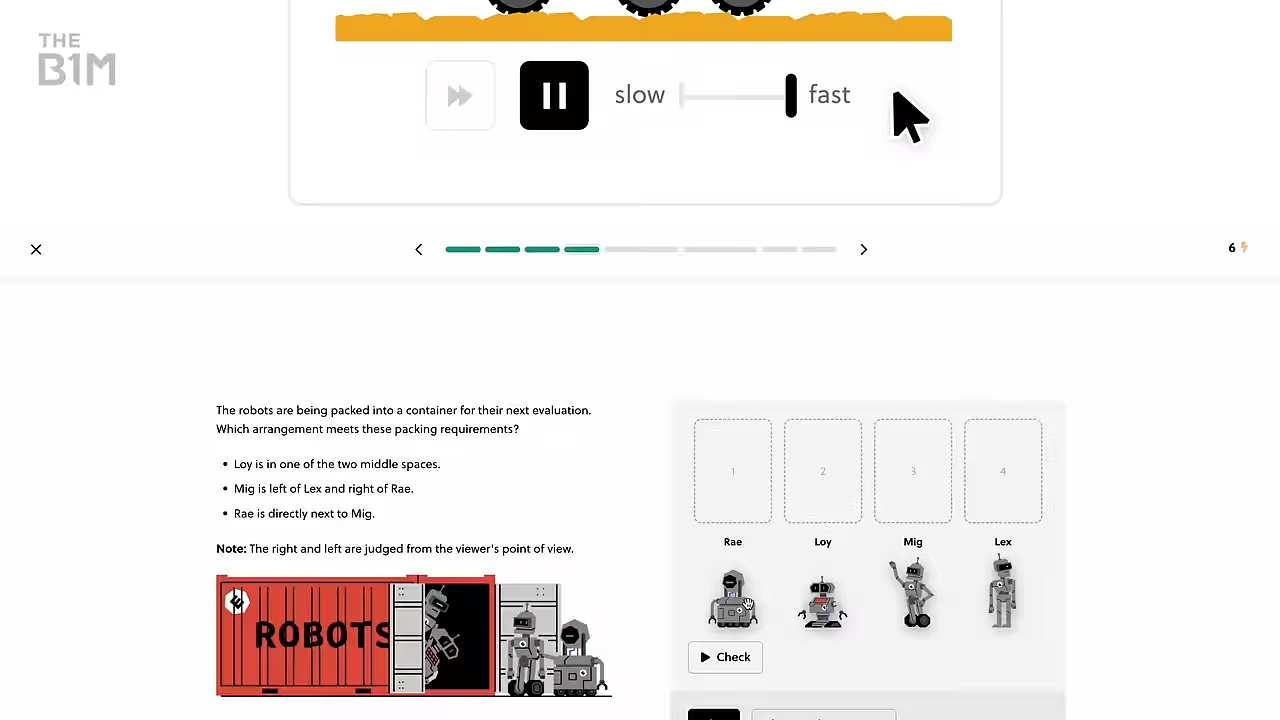 THE
B1M
slow fast
6
The robots are being packed into a container for their next evaluation.
Which arrangement meets these packing requirements?
• Loy is in one of the two middle spaces.
• Mig is left of Lex and right of Rae.
• Rae is directly next to Mig.
Note: The right and left are judged from the viewer's point of view.
ROBOTS
1 2 3 4
Rae Loy Mig Lex
Check